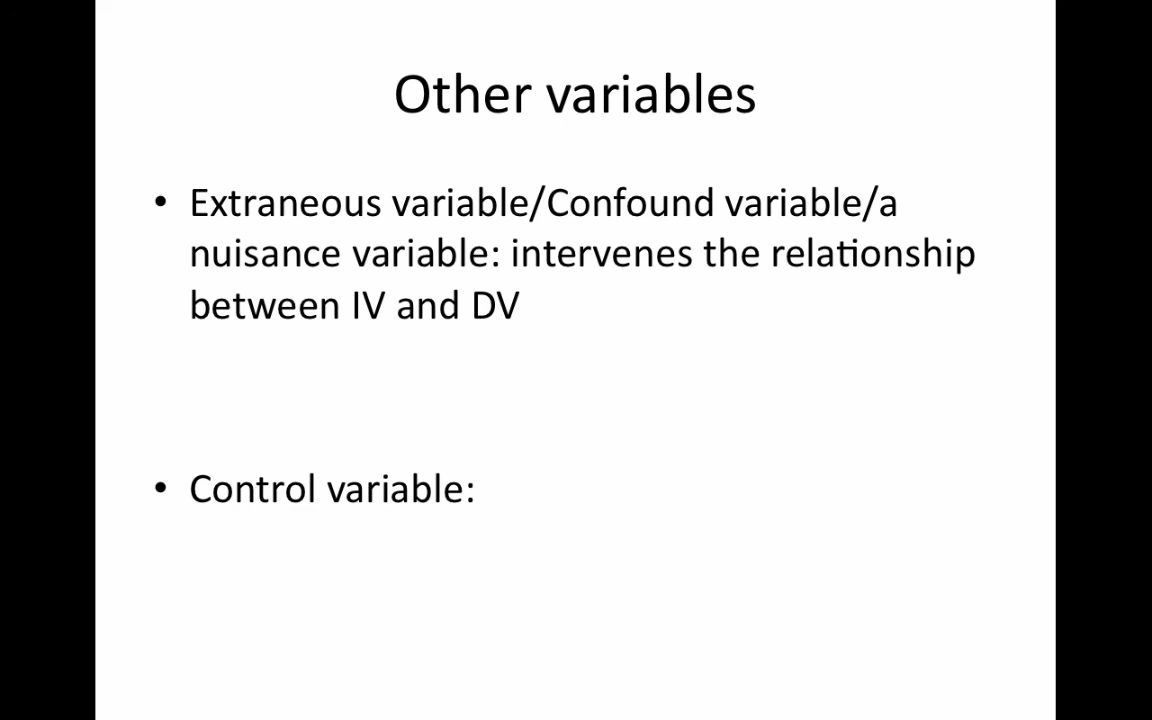 Other variables
• Extraneous variable/Confound variable/a
nuisance variable: intervenes the relationship
between IV and DV
• Control variable: